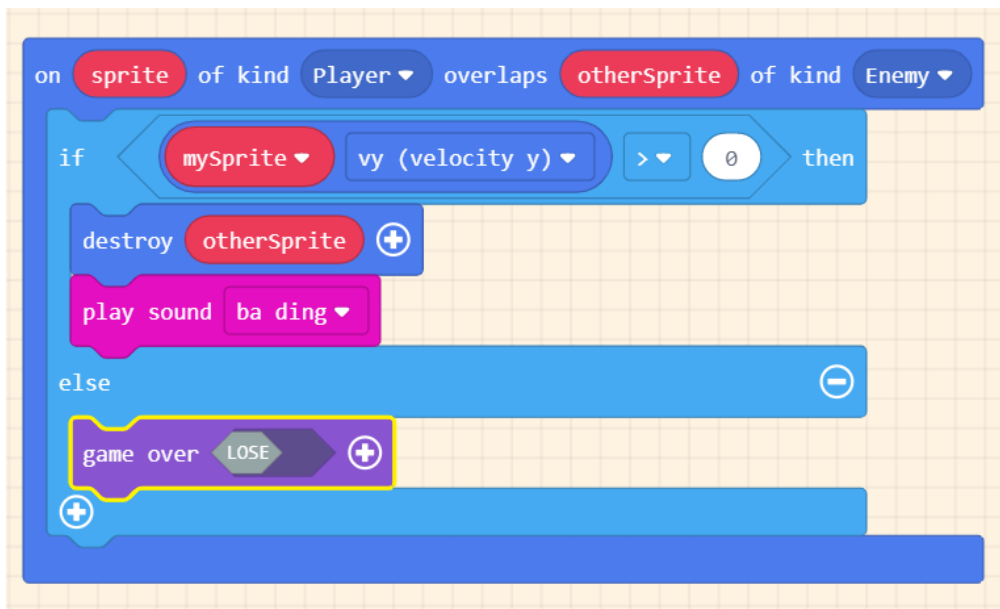 on sprite of kind Player overlaps otherSprite of kind Enemy
if mySprite vy (velocity y) > 0 then
destroy otherSprite
play sound ba ding
else
game over LOSE